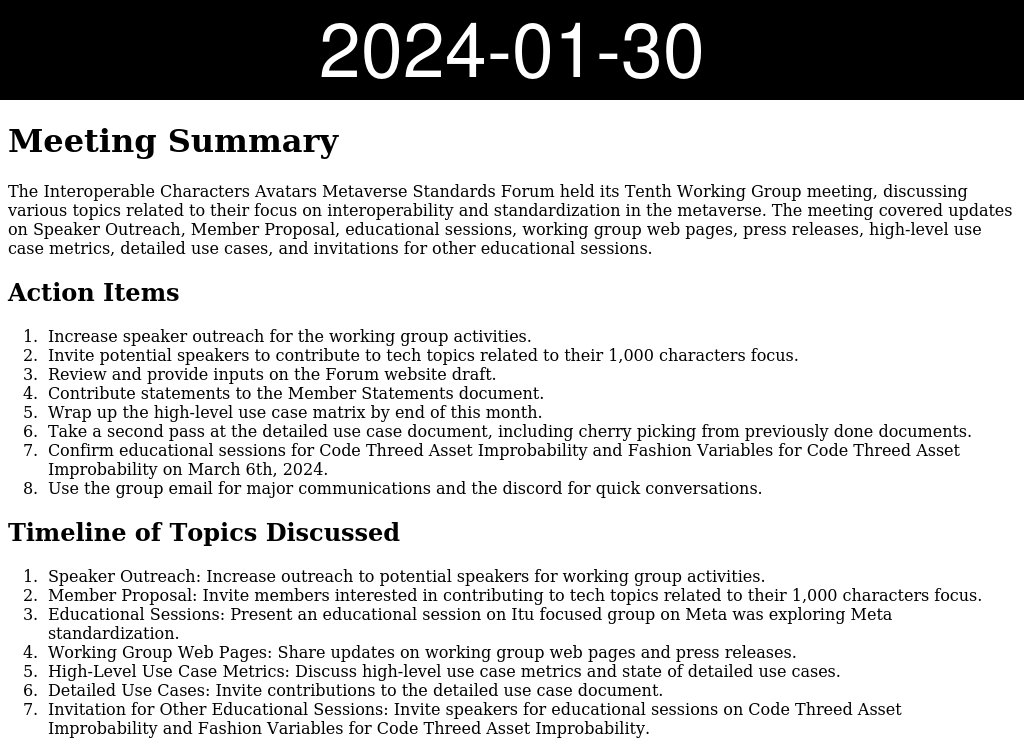 2024-01-30
Meeting Summary
The Interoperable Characters Avatars Metaverse Standards Forum held its Tenth Working Group meeting, discussing
various topics related to their focus on interoperability and standardization in the metaverse. The meeting covered updates
on Speaker Outreach, Member Proposal, educational sessions, working group web pages, press releases, high-level use
case metrics, detailed use cases, and invitations for other educational sessions.
Action Items
1. Increase speaker outreach for the working group activities.
2. Invite potential speakers to contribute to tech topics related to their 1,000 characters focus.
3. Review and provide inputs on the Forum website draft.
4. Contribute statements to the Member Statements document.
5. Wrap up the high-level use case matrix by end of this month.
6. Take a second pass at the detailed use case document, including cherry picking from previously done documents.
7. Confirm educational sessions for Code Threed Asset Improbability and Fashion Variables for Code Threed Asset
Improbability on March 6th, 2024.
8. Use the group email for major communications and the discord for quick conversations.
Timeline of Topics Discussed
1. Speaker Outreach: Increase outreach to potential speakers for working group activities.
2. Member Proposal: Invite members interested in contributing to tech topics related to their 1,000 characters focus.
3. Educational Sessions: Present an educational session on Itu focused group on Meta was exploring Meta
standardization.
4. Working Group Web Pages: Share updates on working group web pages and press releases.
5. High-Level Use Case Metrics: Discuss high-level use case metrics and state of detailed use cases.
6. Detailed Use Cases: Invite contributions to the detailed use case document.
7. Invitation for Other Educational Sessions: Invite speakers for educational sessions on Code Threed Asset
Improbability and Fashion Variables for Code Threed Asset Improbability.